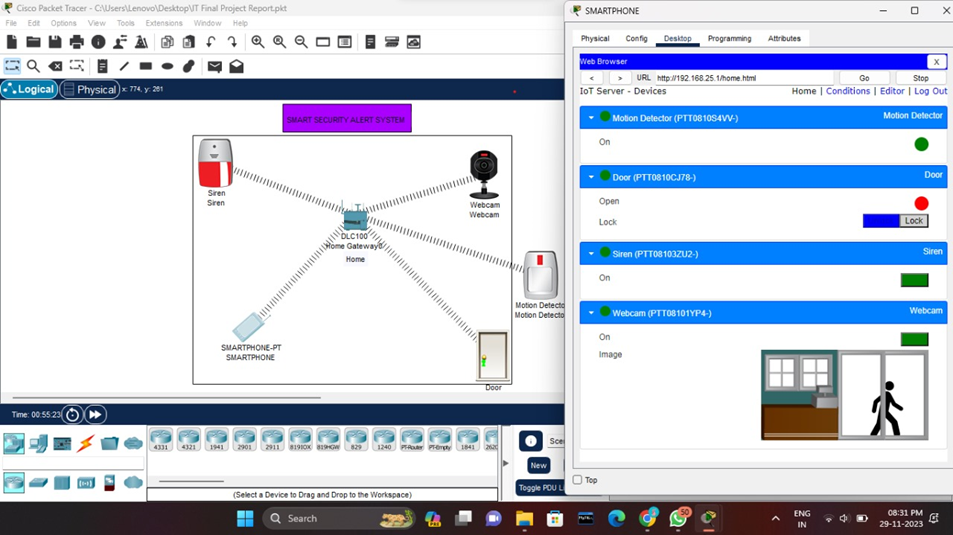 Cisco Packet Tracer - C:\Users\Lenovo\Desktop\IT Final Project Report.pkt
File Edit Options View Tools Extensions Window Help
Logical Physical x: 774, y: 261
SMART SECURITY ALERT SYSTEM
Siren
Siren
Webcam
Webcam
DLC100
Home Gateway0
Home
Motion Detector
Motion Detector
SMARTPHONE-PT
SMARTPHONE
Door
Time: 00:55:23
4331 4321 1941 2901 2911 819IOX 819HGW 829 1240 PT-Router PT-Empty 1841 2620
(Select a Device to Drag and Drop to the Workspace)
Scen
New
Toggle PDU Li
SMARTPHONE
Physical Config Desktop Programming Attributes
Web Browser X
< > URL http://192.168.25.1/home.html Go Stop
IoT Server - Devices Home | Conditions | Editor | Log Out
Motion Detector (PTT0810S4VV-) Motion Detector
On
Door (PTT0810CJ78-) Door
Open
Lock Lock
Siren (PTT08103ZU2-) Siren
On
Webcam (PTT08101YP4-) Webcam
On
Image
Top
Search
50
ENG
IN
08:31 PM
29-11-2023